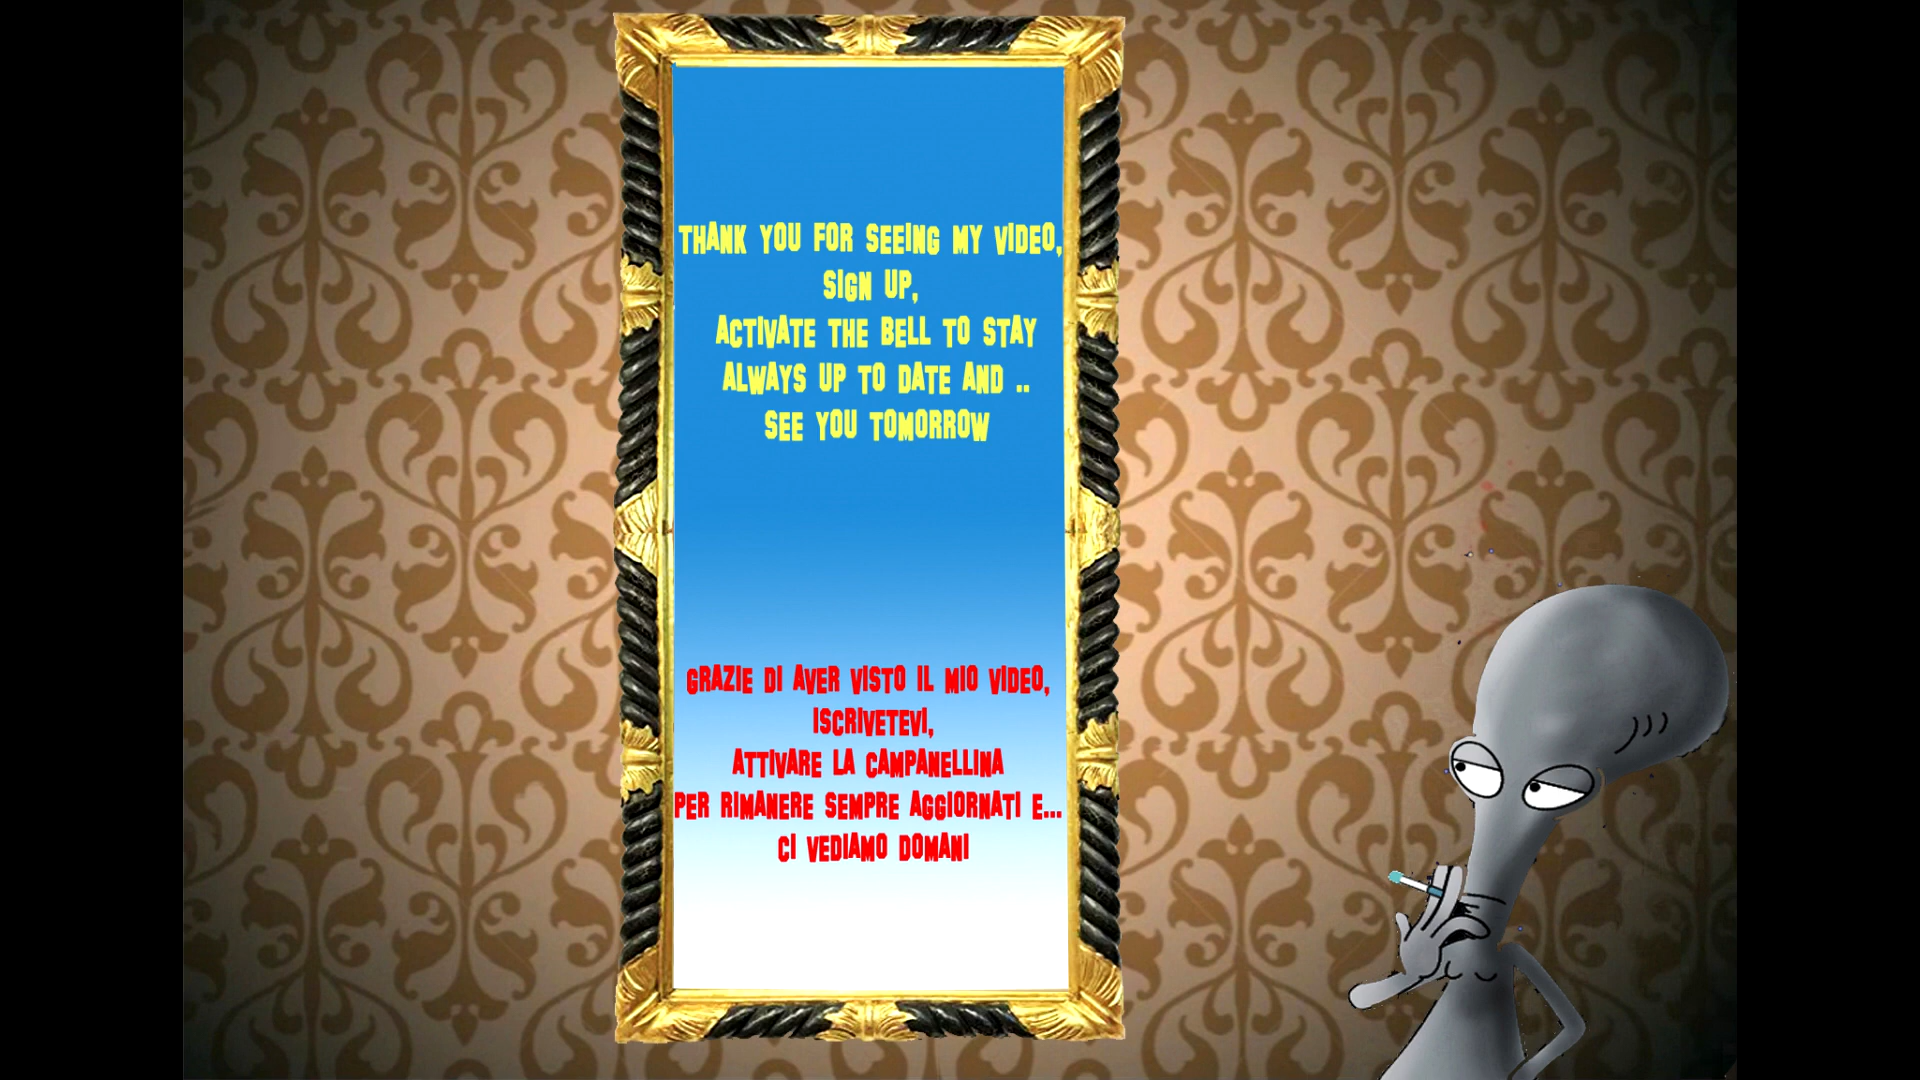 THANK YOU FOR SEEING MY VIDEO,
SIGN UP,
ACTIVATE THE BELL TO STAY
ALWAYS UP TO DATE AND ..
SEE YOU TOMORROW
GRAZIE DI AVER VISTO IL MIO VIDEO,
ISCRIVETEVI,
ATTIVARE LA CAMPANELLINA
PER RIMANERE SEMPRE AGGIORNATI E...
CI VEDIAMO DOMANI